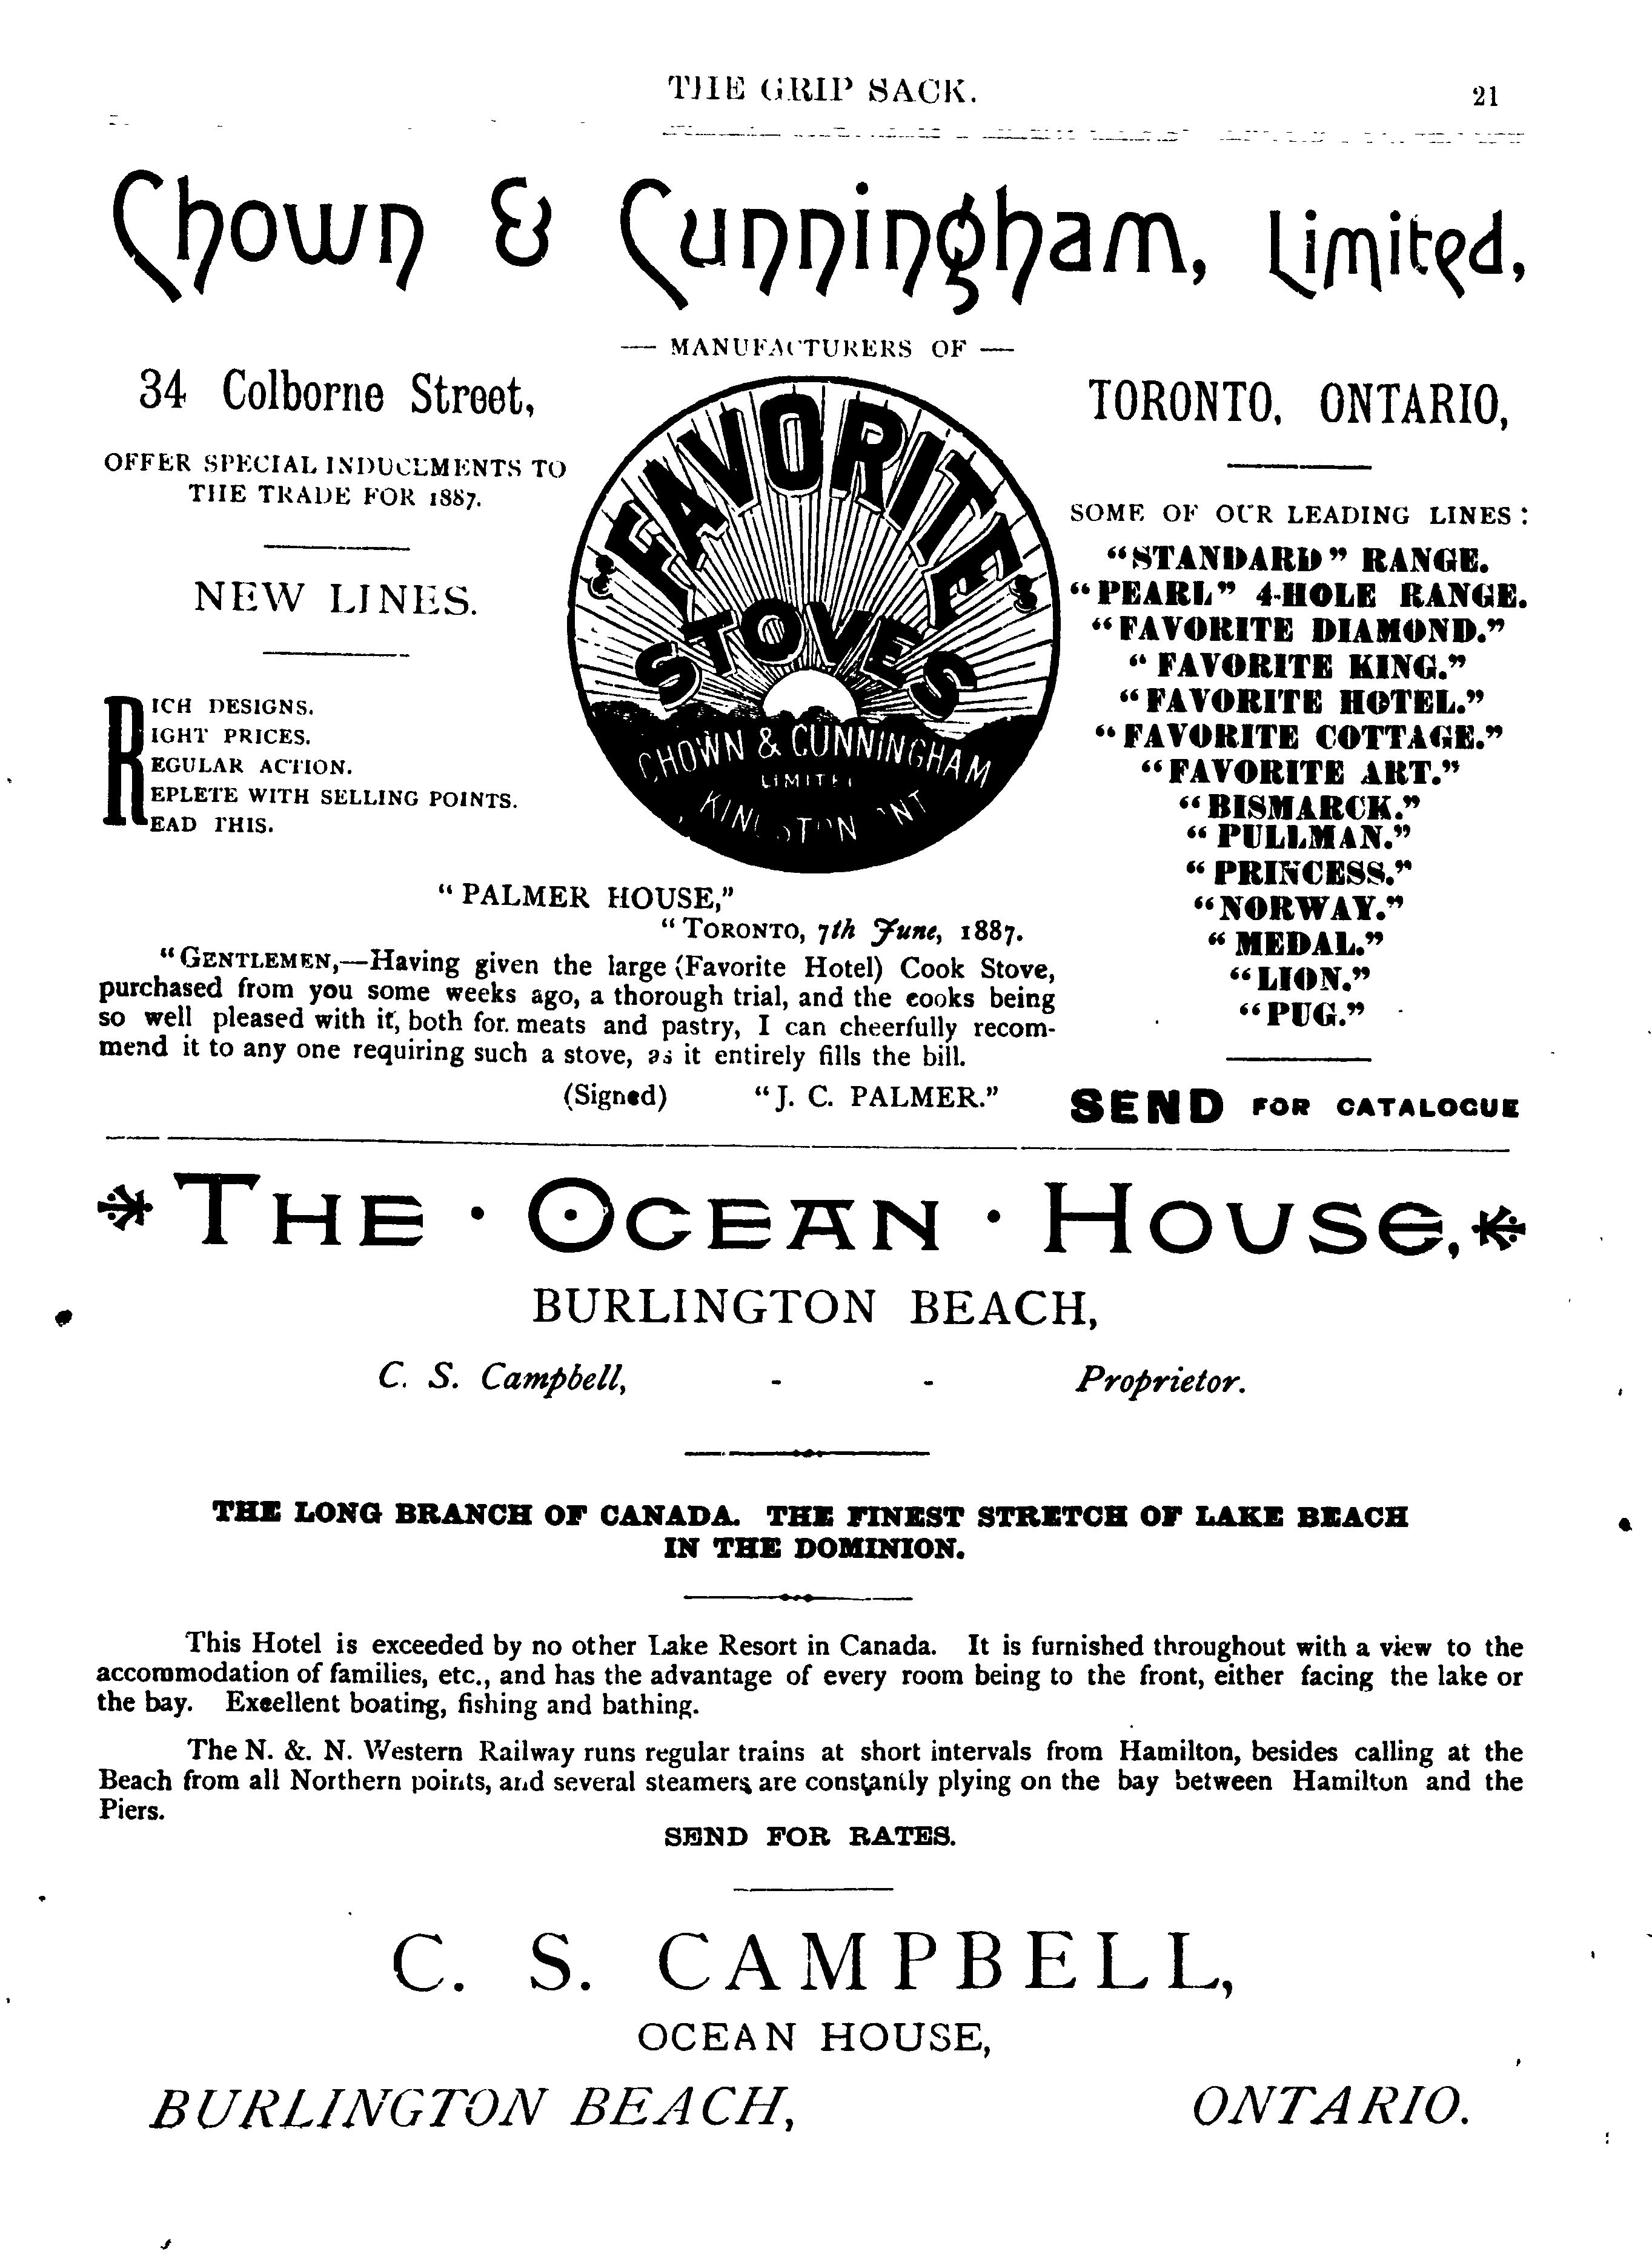 THE GRIP SACK.
21
Chown & Cunningham, Limited,
— MANUFACTURERS OF —
34 Colborne Street,
OFFER SPECIAL INDUCEMENTS TO
THE TRADE FOR 1887.
NEW LINES.
RICH DESIGNS.
IGHT PRICES.
EGULAR ACTION.
EPLETE WITH SELLING POINTS.
EAD THIS.
FAVORITE
STOVES
CHOWN & CUNNINGHAM
LIMITED
KINGSTON ONT
TORONTO, ONTARIO,
SOME OF OUR LEADING LINES:
"STANDARD" RANGE.
"PEARL" 4-HOLE RANGE.
"FAVORITE DIAMOND."
"FAVORITE KING."
"FAVORITE HOTEL."
"FAVORITE COTTAGE."
"FAVORITE ART."
"BISMARCK."
"PULLMAN."
"PRINCESS."
"NORWAY."
"MEDAL."
"LION."
"PUG."
SEND FOR CATALOGUE
"PALMER HOUSE,"
"TORONTO, 7th June, 1887.
"GENTLEMEN,—Having given the large (Favorite Hotel) Cook Stove,
purchased from you some weeks ago, a thorough trial, and the cooks being
so well pleased with it, both for. meats and pastry, I can cheerfully recom-
mend it to any one requiring such a stove, as it entirely fills the bill.
(Signed) "J. C. PALMER."
THE · OCEAN · HOUSE,
BURLINGTON BEACH,
C. S. Campbell, - - Proprietor.
THE LONG BRANCH OF CANADA. THE FINEST STRETCH OF LAKE BEACH
IN THE DOMINION.
This Hotel is exceeded by no other Lake Resort in Canada. It is furnished throughout with a view to the
accommodation of families, etc., and has the advantage of every room being to the front, either facing the lake or
the bay. Excellent boating, fishing and bathing.
The N. &. N. Western Railway runs regular trains at short intervals from Hamilton, besides calling at the
Beach from all Northern points, and several steamers are constantly plying on the bay between Hamilton and the
Piers.
SEND FOR RATES.
C. S. CAMPBELL,
OCEAN HOUSE,
BURLINGTON BEACH, ONTARIO.